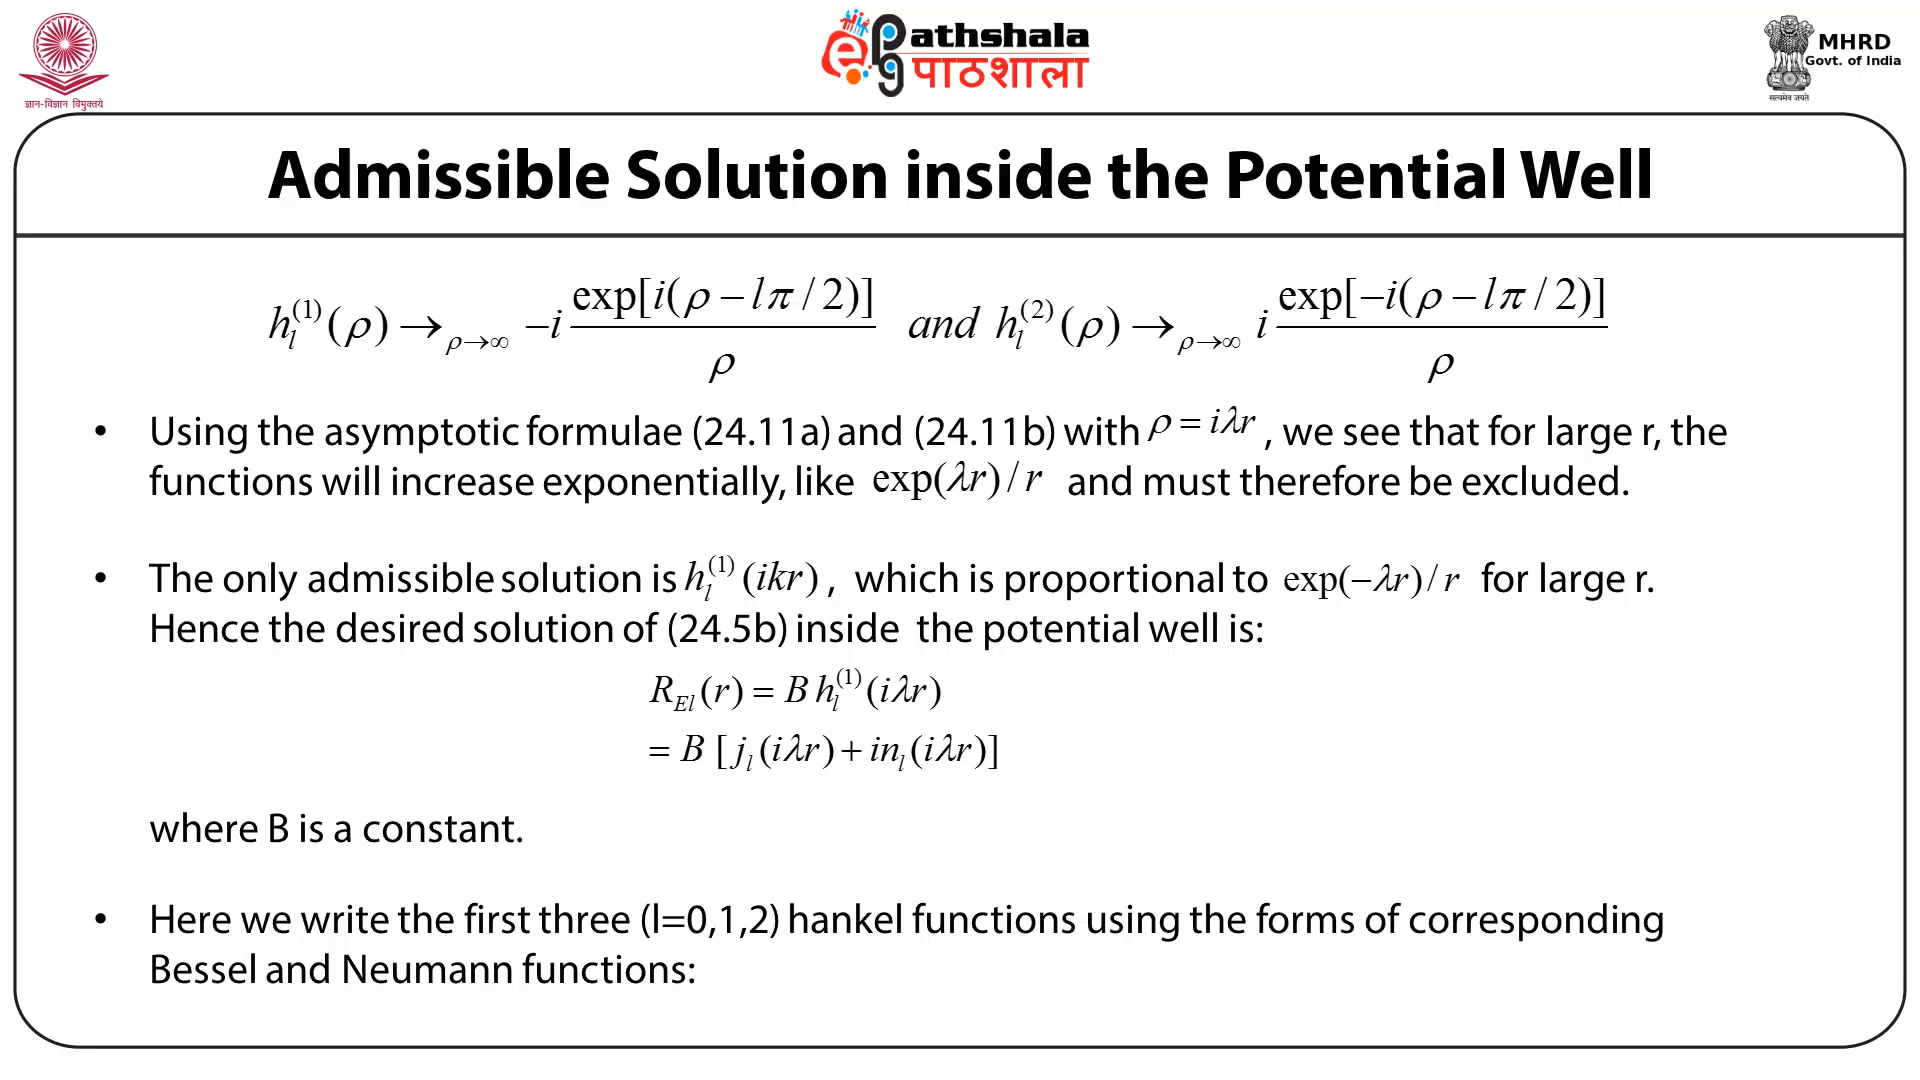 ज्ञान-विज्ञान विमुक्तये
ePathshala
पाठशाला
MHRD
Govt. of India
सत्यमेव जयते
Admissible Solution inside the Potential Well
h_l^(1)(ρ) →_{ρ→∞} −i exp[i(ρ − lπ / 2)] / ρ and h_l^(2)(ρ) →_{ρ→∞} i exp[−i(ρ − lπ / 2)] / ρ
• Using the asymptotic formulae (24.11a) and (24.11b) with ρ = iλr , we see that for large r, the
functions will increase exponentially, like exp(λr) / r and must therefore be excluded.
• The only admissible solution is h_l^(1)(ikr) , which is proportional to exp(−λr) / r for large r.
Hence the desired solution of (24.5b) inside the potential well is:
R_El(r) = B h_l^(1)(iλr)
= B [ j_l(iλr) + in_l(iλr)]
where B is a constant.
• Here we write the first three (l=0,1,2) hankel functions using the forms of corresponding
Bessel and Neumann functions: